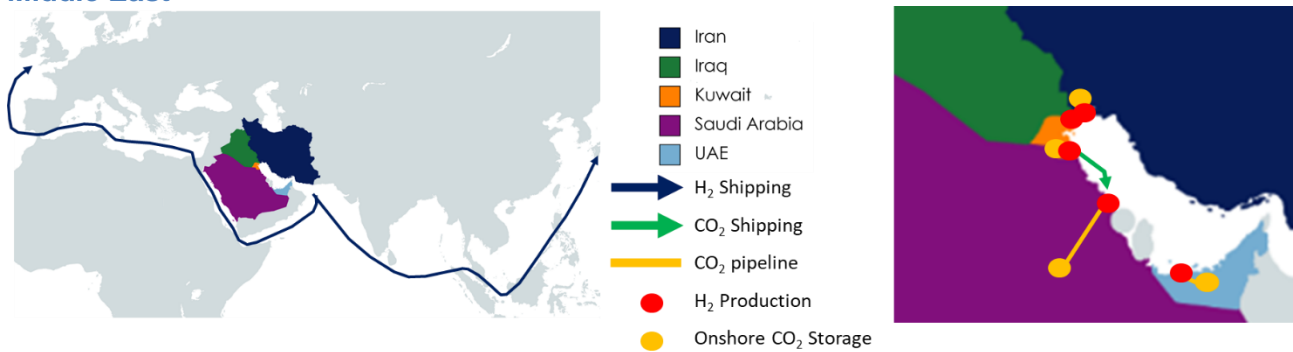 Middle East
Iran
Iraq
Kuwait
Saudi Arabia
UAE
H₂ Shipping
CO₂ Shipping
CO₂ pipeline
H₂ Production
Onshore CO₂ Storage